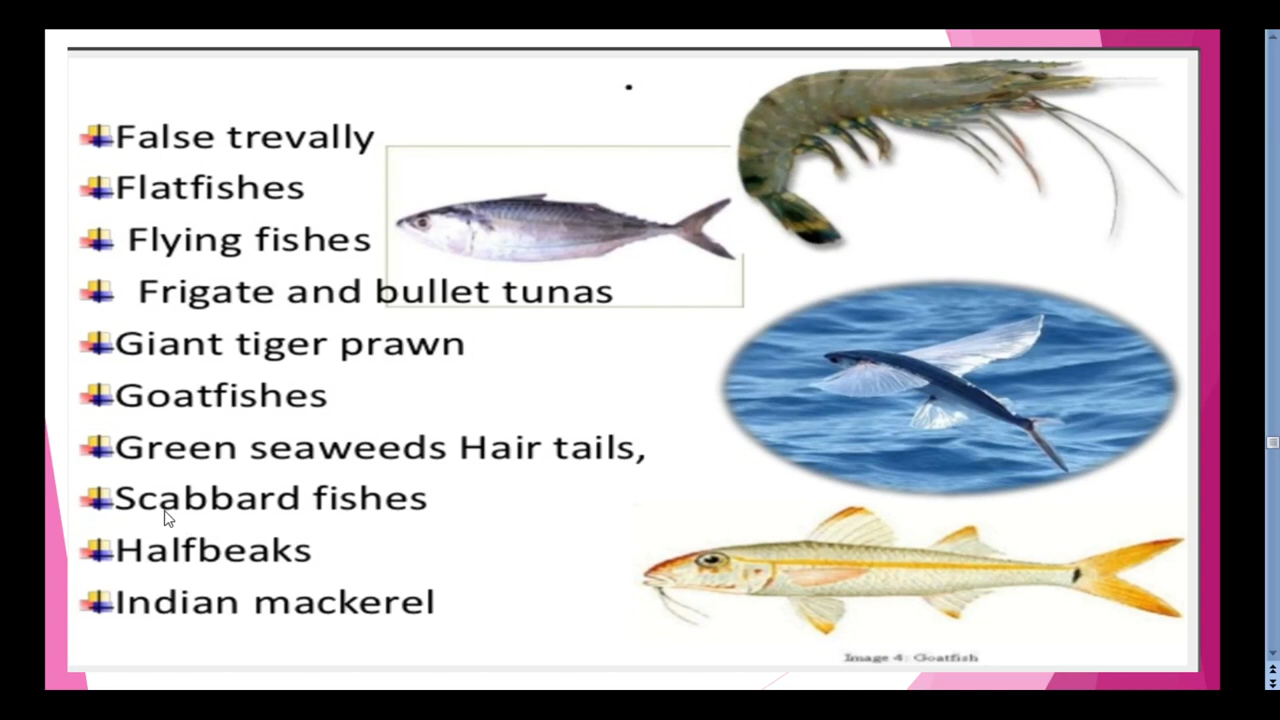 .
False trevally
Flatfishes
Flying fishes
Frigate and bullet tunas
Giant tiger prawn
Goatfishes
Green seaweeds Hair tails,
Scabbard fishes
Halfbeaks
Indian mackerel
Image 4: Goatfish